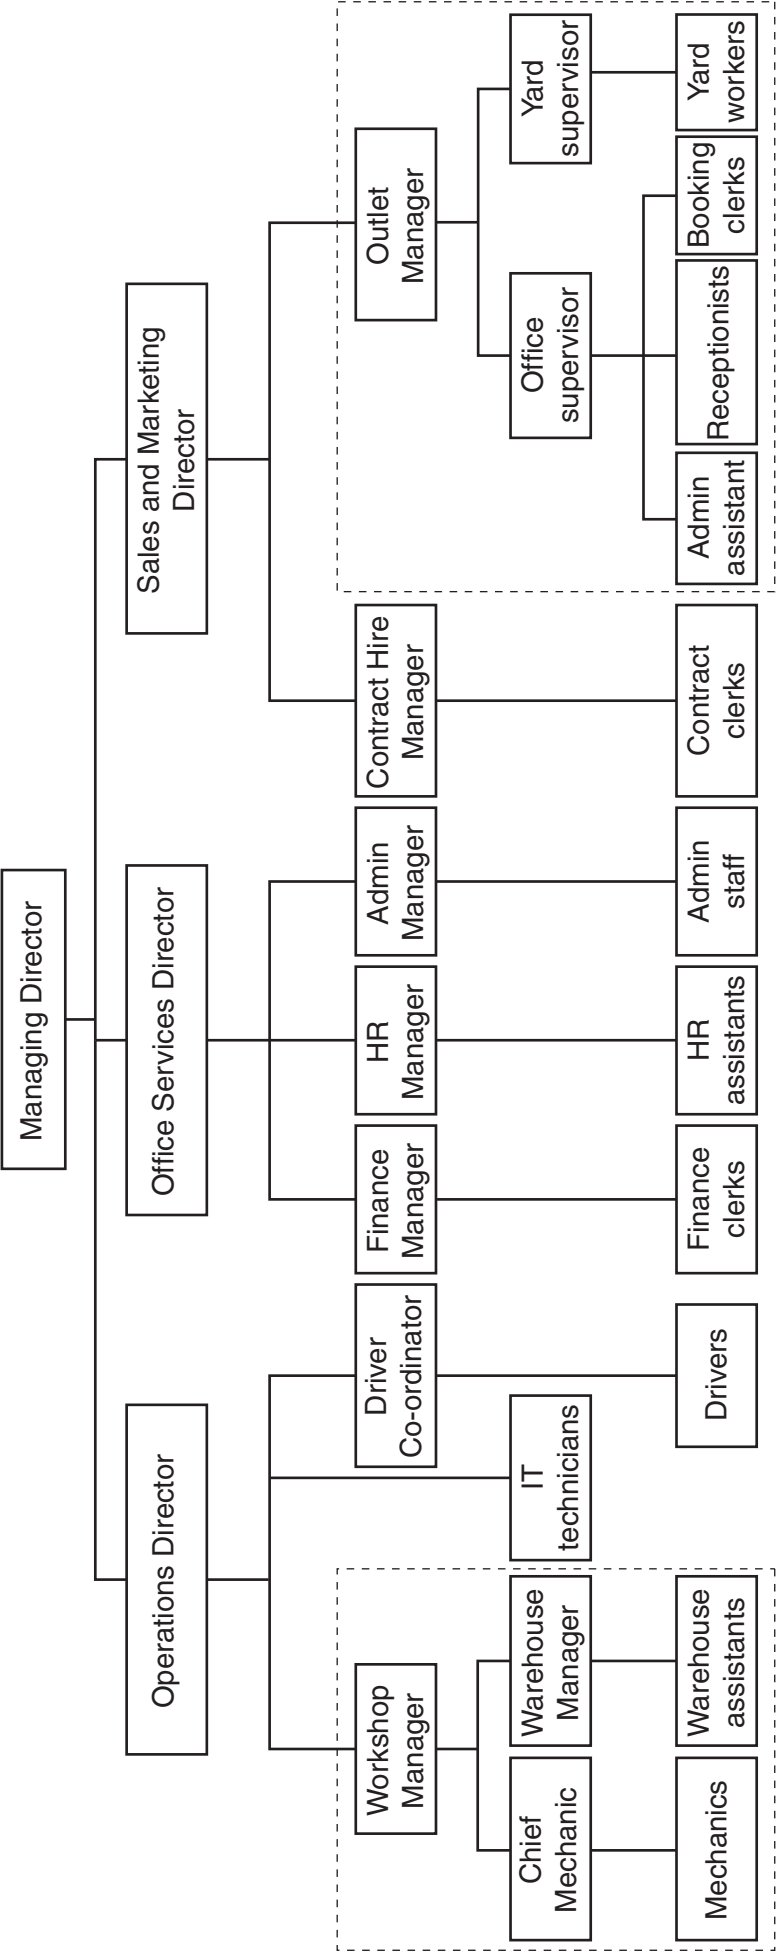 Managing Director
Operations Director
Office Services Director
Sales and Marketing
Director
Workshop
Manager
Driver
Co-ordinator
Finance
Manager
HR
Manager
Admin
Manager
Contract Hire
Manager
Outlet
Manager
Chief
Mechanic
Warehouse
Manager
IT
technicians
Office
supervisor
Yard
supervisor
Mechanics
Warehouse
assistants
Drivers
Finance
clerks
HR
assistants
Admin
staff
Contract
clerks
Admin
assistant
Receptionists
Booking
clerks
Yard
workers